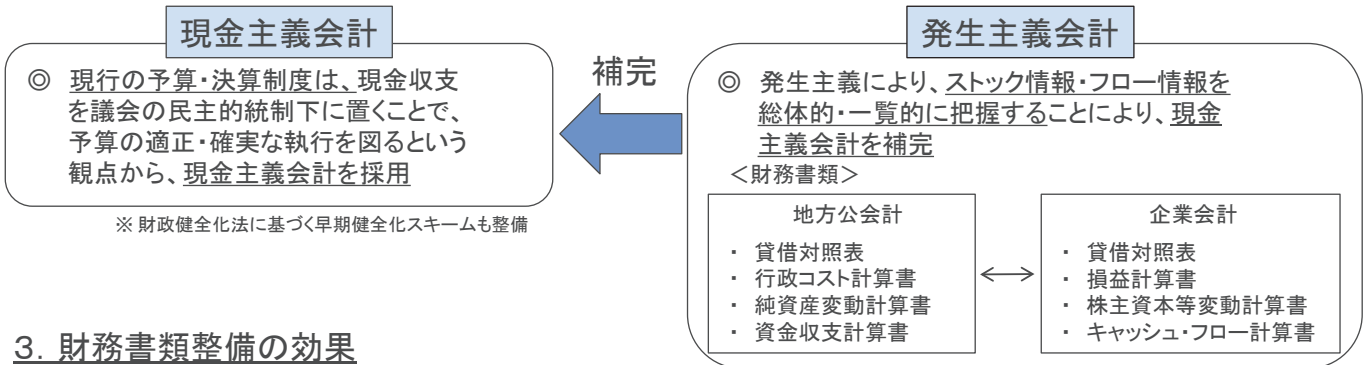 現金主義会計
◎ 現行の予算・決算制度は、現金収支
を議会の民主的統制下に置くことで、
予算の適正・確実な執行を図るという
観点から、現金主義会計を採用
※ 財政健全化法に基づく早期健全化スキームも整備
補完
発生主義会計
◎ 発生主義により、ストック情報・フロー情報を
総体的・一覧的に把握することにより、現金
主義会計を補完
＜財務書類＞
地方公会計
・ 貸借対照表
・ 行政コスト計算書
・ 純資産変動計算書
・ 資金収支計算書
企業会計
・ 貸借対照表
・ 損益計算書
・ 株主資本等変動計算書
・ キャッシュ・フロー計算書
3．財務書類整備の効果